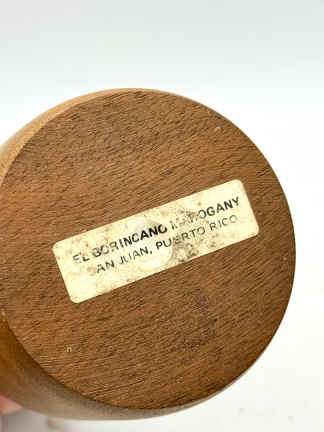 EL BORINCANO MAHOGANY
SAN JUAN, PUERTO RICO